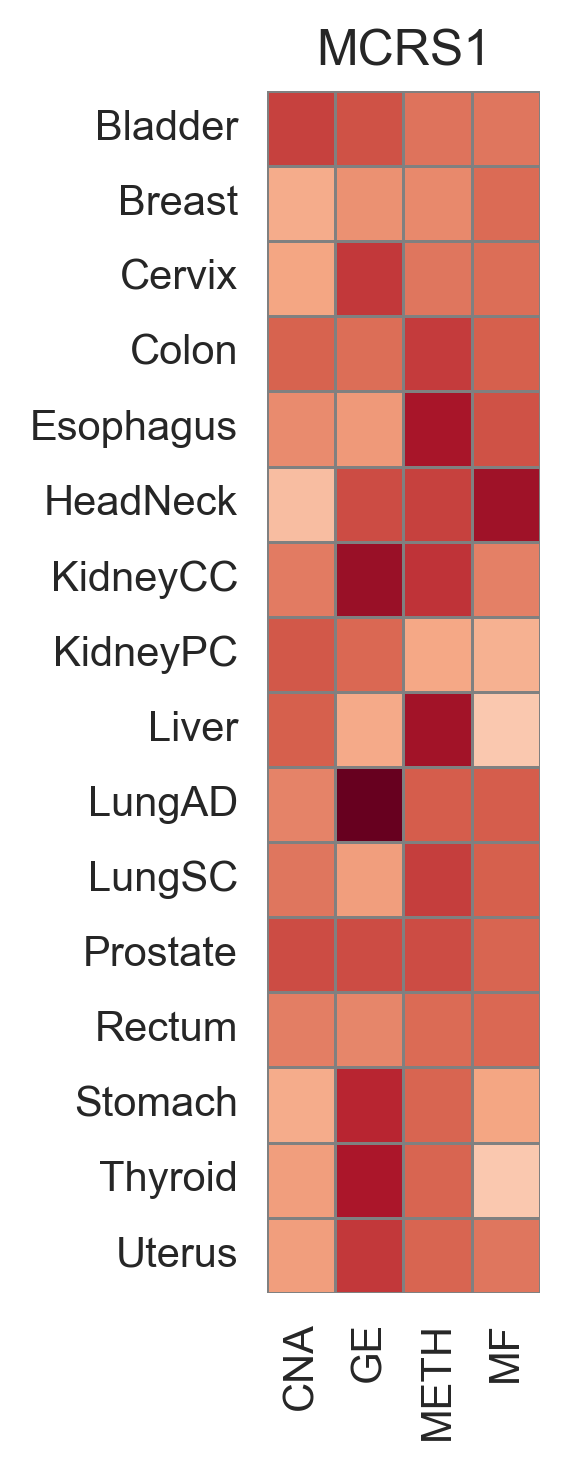 MCRS1
Bladder
Breast
Cervix
Colon
Esophagus
HeadNeck
KidneyCC
KidneyPC
Liver
LungAD
LungSC
Prostate
Rectum
Stomach
Thyroid
Uterus
CNA
GE
METH
MF